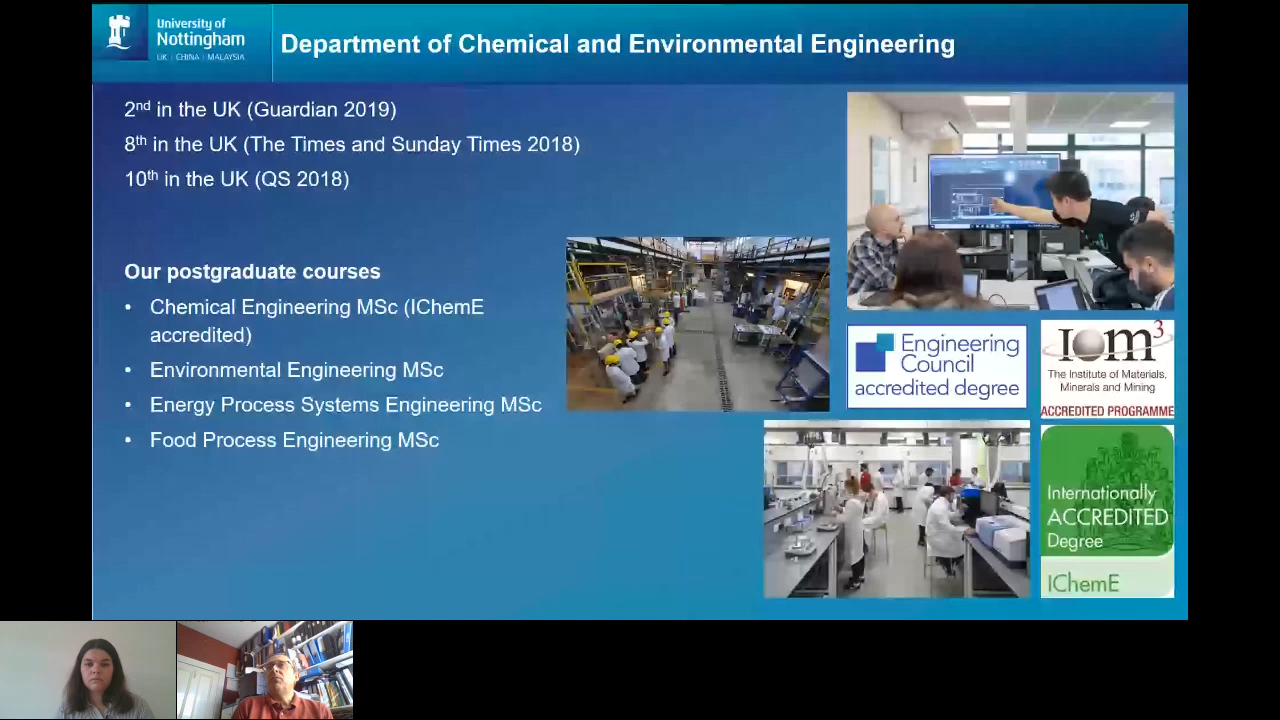 University of
Nottingham
UK | CHINA | MALAYSIA
Department of Chemical and Environmental Engineering
2nd in the UK (Guardian 2019)
8th in the UK (The Times and Sunday Times 2018)
10th in the UK (QS 2018)
Our postgraduate courses
• Chemical Engineering MSc (IChemE
accredited)
• Environmental Engineering MSc
• Energy Process Systems Engineering MSc
• Food Process Engineering MSc
Engineering
Council
accredited degree
IOM3
The Institute of Materials,
Minerals and Mining
ACCREDITED PROGRAMME
Internationally
ACCREDITED
Degree
IChemE